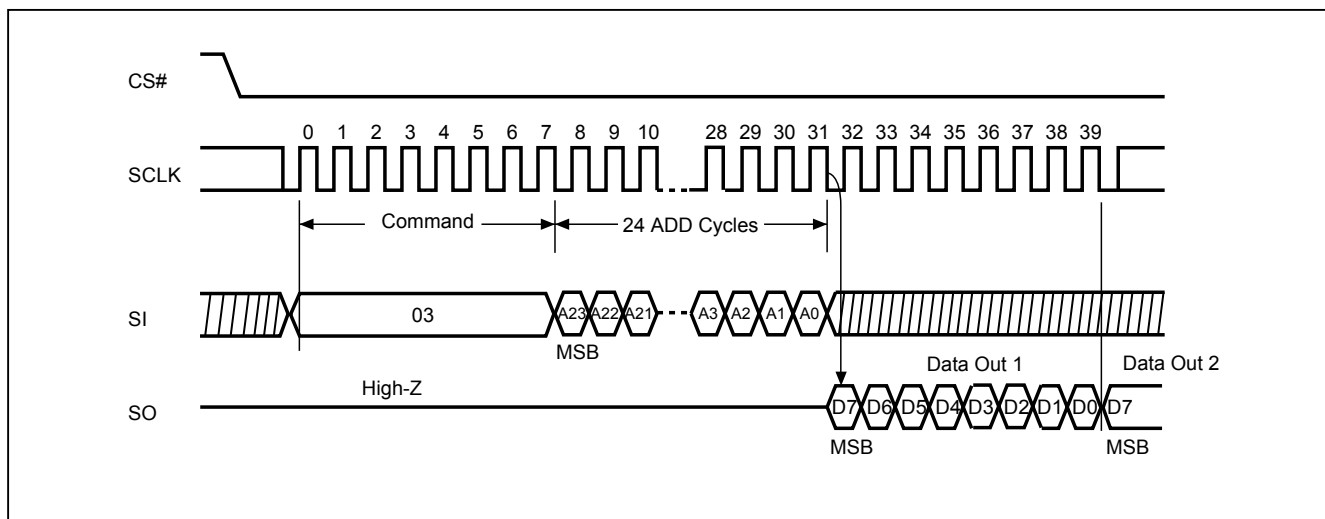 CS#
0 1 2 3 4 5 6 7 8 9 10 28 29 30 31 32 33 34 35 36 37 38 39
SCLK
Command 24 ADD Cycles
SI 03 A23 A22 A21 A3 A2 A1 A0
MSB
Data Out 1 Data Out 2
High-Z
SO D7 D6 D5 D4 D3 D2 D1 D0 D7
MSB MSB